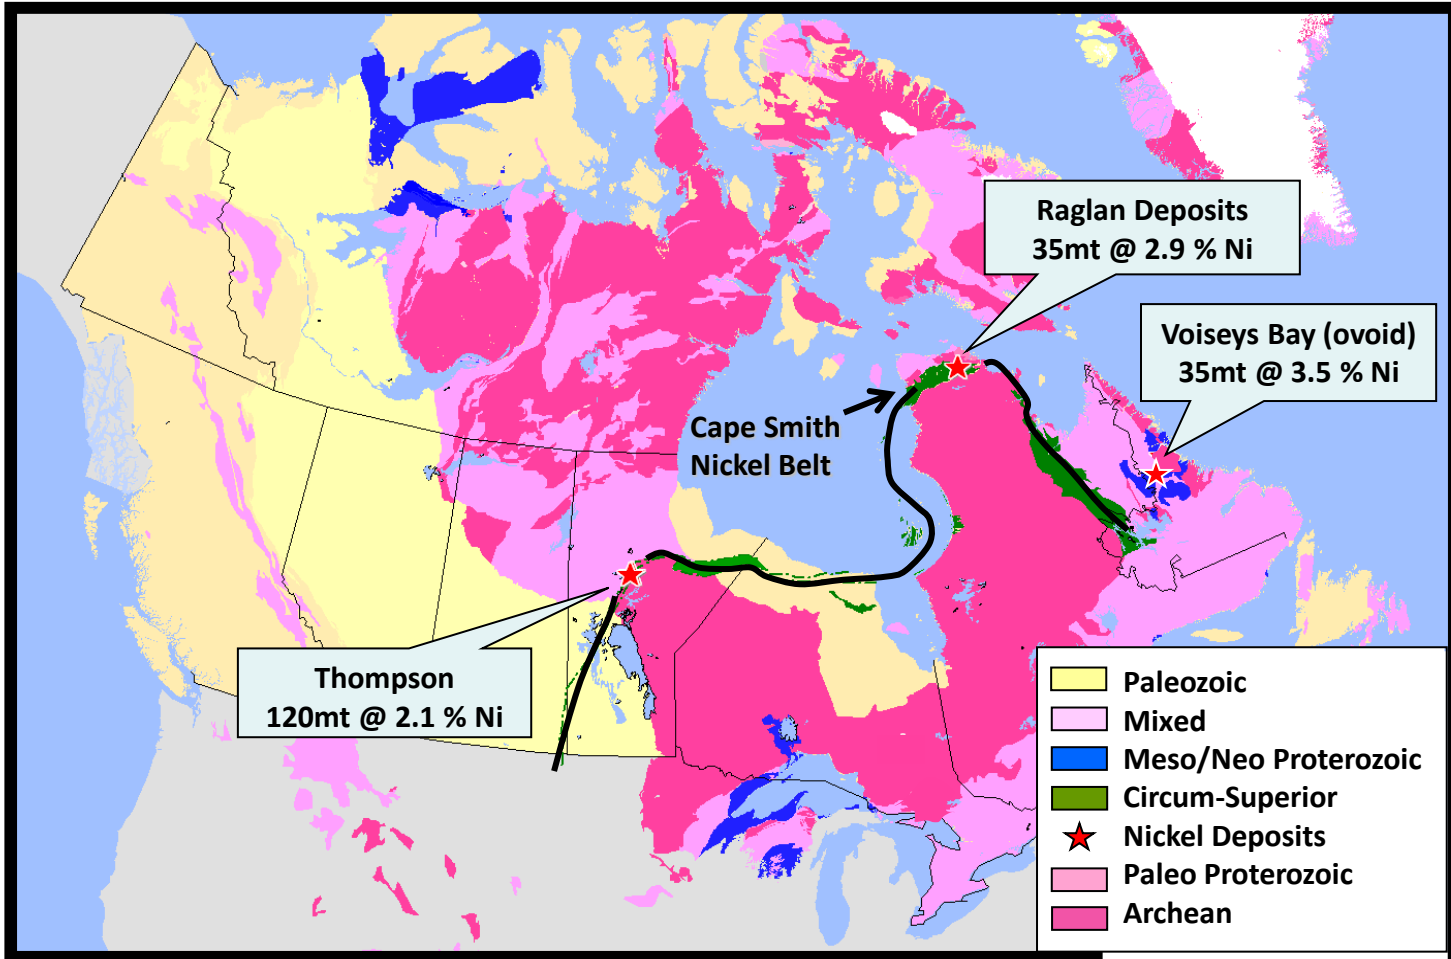 Raglan Deposits
35mt @ 2.9 % Ni
Voiseys Bay (ovoid)
35mt @ 3.5 % Ni
Cape Smith
Nickel Belt
Thompson
120mt @ 2.1 % Ni
Paleozoic
Mixed
Meso/Neo Proterozoic
Circum-Superior
Nickel Deposits
Paleo Proterozoic
Archean